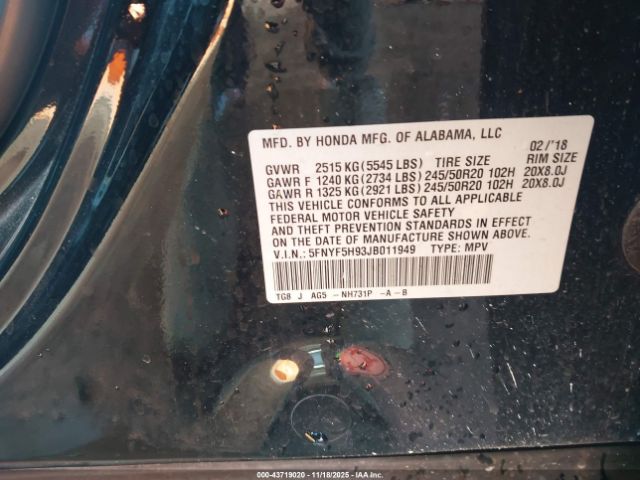 MFD. BY HONDA MFG. OF ALABAMA, LLC 02/'18
GVWR 2515 KG (5545 LBS) TIRE SIZE RIM SIZE
GAWR F 1240 KG (2734 LBS) 245/50R20 102H 20X8.0J
GAWR R 1325 KG (2921 LBS) 245/50R20 102H 20X8.0J
THIS VEHICLE CONFORMS TO ALL APPLICABLE
FEDERAL MOTOR VEHICLE SAFETY
AND THEFT PREVENTION STANDARDS IN EFFECT
ON THE DATE OF MANUFACTURE SHOWN ABOVE.
V.I.N.: 5FNYF5H93JB011949 TYPE: MPV
TG8 J AG5 -NH731P -A-B
000-43719020 - 11/18/2025 - IAAI.COM